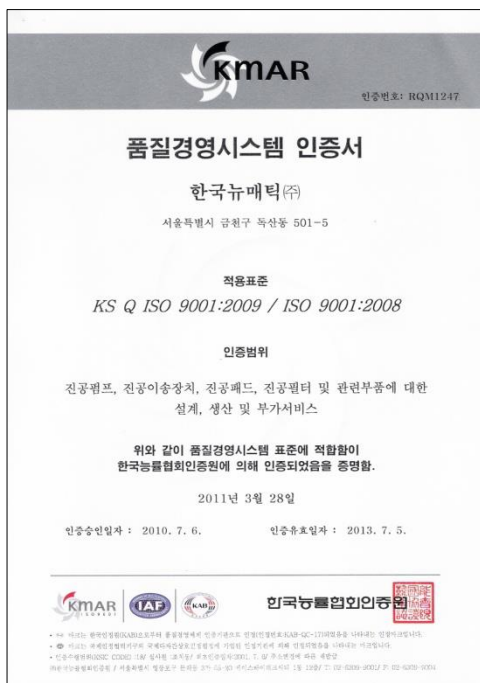 KMAR
인증번호: RQM1247
품질경영시스템 인증서
한국뉴매틱㈜
서울특별시 금천구 독산동 501-5
적용표준
KS Q ISO 9001:2009 / ISO 9001:2008
인증범위
진공펌프, 진공이송장치, 진공패드, 진공필터 및 관련부품에 대한
설계, 생산 및 부가서비스
위와 같이 품질경영시스템 표준에 적합함이
한국능률협회인증원에 의해 인증되었음을 증명함.
2011년 3월 28일
인증승인일자 : 2010. 7. 6. 인증유효일자 : 2013. 7. 5.
KMAR IAF KAB 한국능률협회인증원